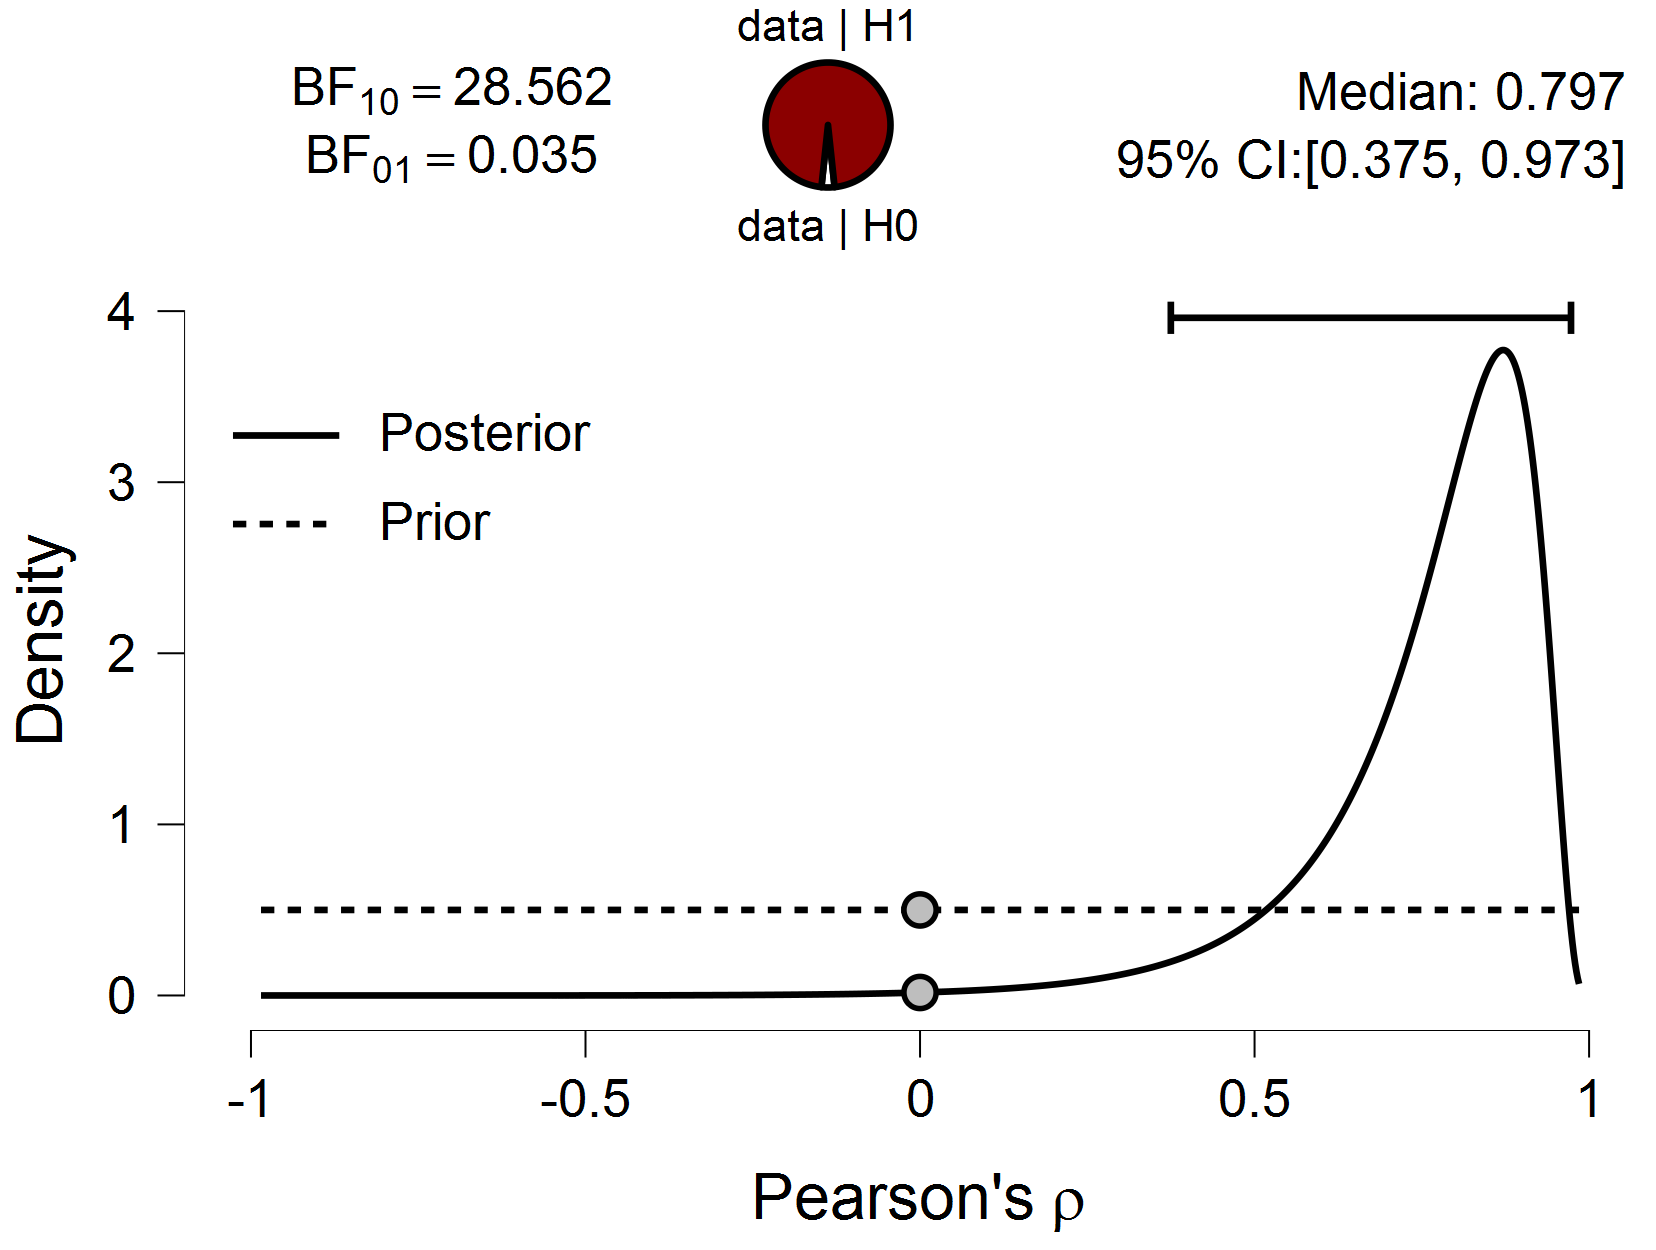 data | H1
BF10 = 28.562
BF01 = 0.035
Median: 0.797
95% CI:[0.375, 0.973]
data | H0
Posterior
Prior
Density
4
3
2
1
0
-1
-0.5
0
0.5
1
Pearson's ρ